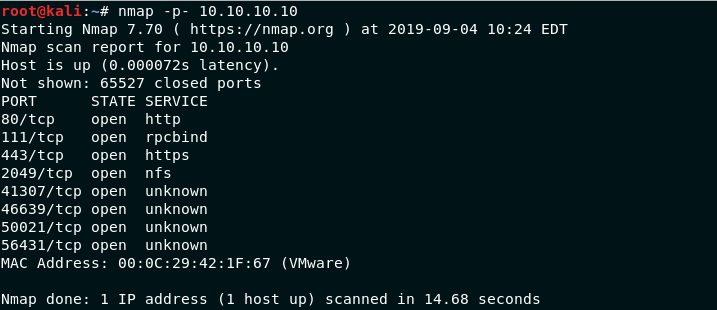 root@kali:~# nmap -p- 10.10.10.10
Starting Nmap 7.70 ( https://nmap.org ) at 2019-09-04 10:24 EDT
Nmap scan report for 10.10.10.10
Host is up (0.000072s latency).
Not shown: 65527 closed ports
PORT      STATE SERVICE
80/tcp    open  http
111/tcp   open  rpcbind
443/tcp   open  https
2049/tcp  open  nfs
41307/tcp open  unknown
46639/tcp open  unknown
50021/tcp open  unknown
56431/tcp open  unknown
MAC Address: 00:0C:29:42:1F:67 (VMware)
Nmap done: 1 IP address (1 host up) scanned in 14.68 seconds